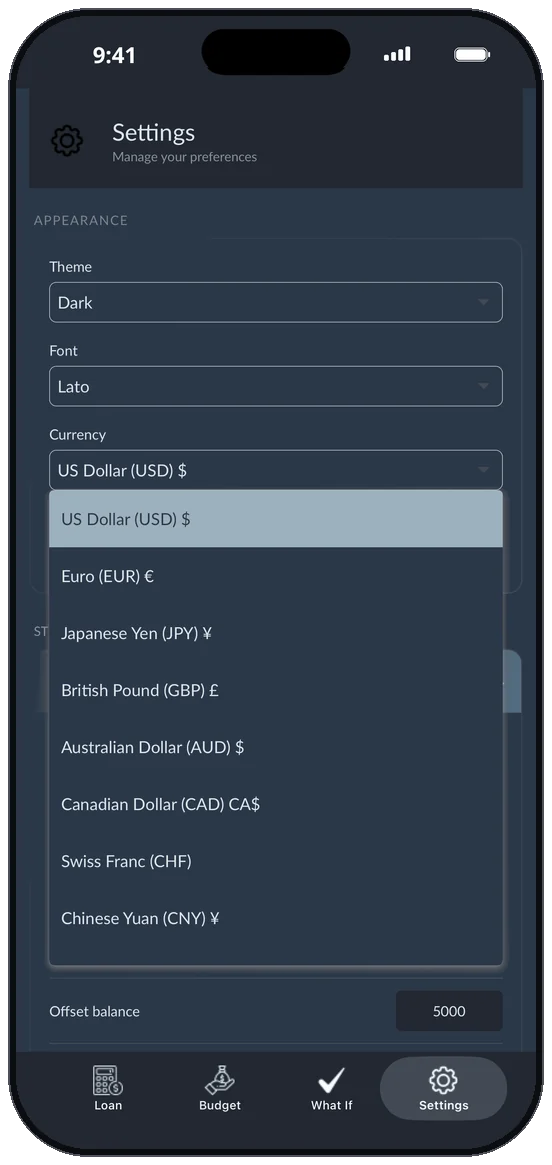 9:41
Settings
Manage your preferences
APPEARANCE
Theme
Dark
Font
Lato
Currency
US Dollar (USD) $
US Dollar (USD) $
Euro (EUR) €
Japanese Yen (JPY) ¥
British Pound (GBP) £
Australian Dollar (AUD) $
Canadian Dollar (CAD) CA$
Swiss Franc (CHF)
Chinese Yuan (CNY) ¥
Offset balance
5000
Loan
Budget
What If
Settings